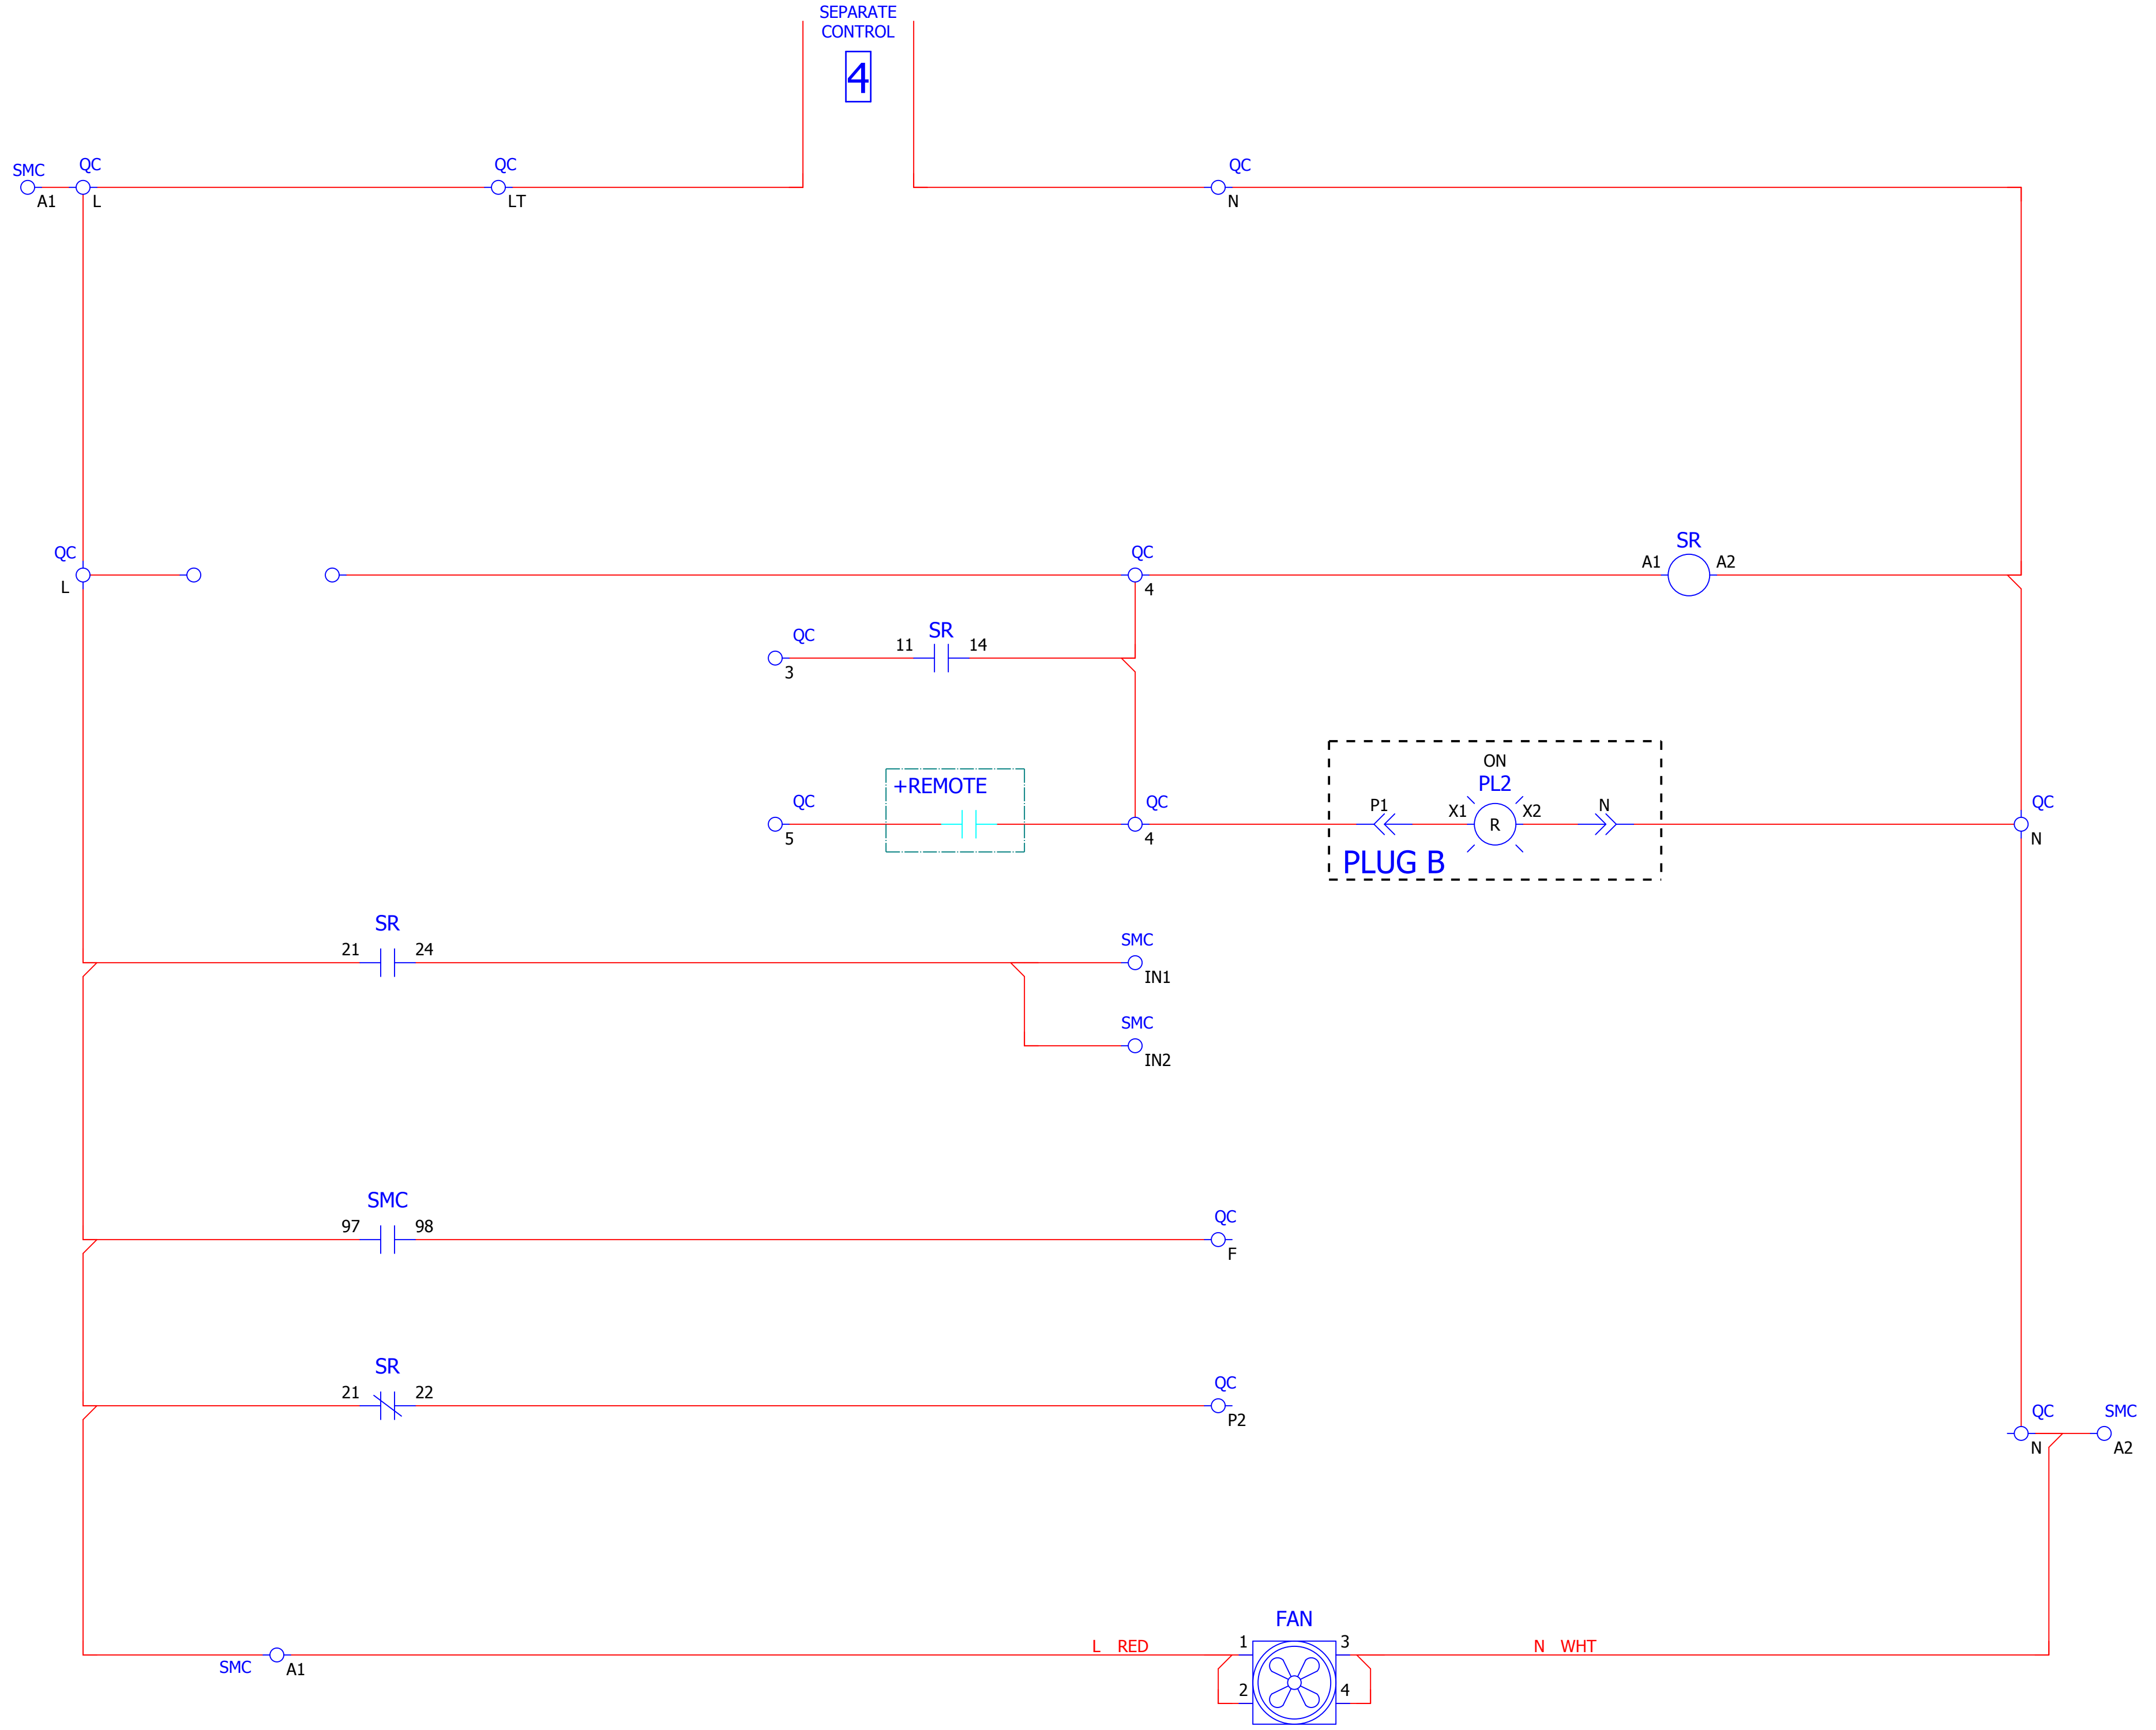 SEPARATE
CONTROL
4
SMC
QC
QC
QC
A1
L
LT
N
QC
QC
SR
L
4
A1
A2
QC
SR
3
11
14
ON
+REMOTE
PL2
QC
QC
P1
X1
R
X2
N
QC
5
4
N
PLUG B
SR
21
24
SMC
IN1
SMC
IN2
SMC
97
98
QC
F
SR
21
22
QC
P2
QC
SMC
N
A2
FAN
L RED
1
3
N WHT
SMC
A1
2
4